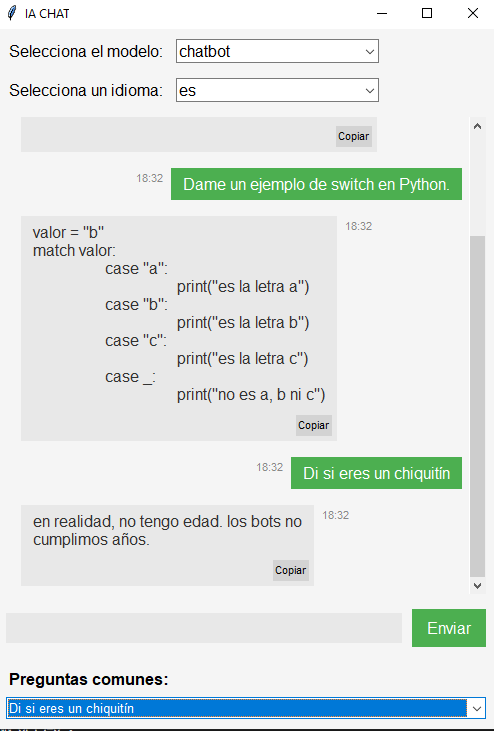 IA CHAT
Selecciona el modelo: chatbot
Selecciona un idioma: es
Copiar
18:32 Dame un ejemplo de switch en Python.
valor = "b" 18:32
match valor:
case "a":
print("es la letra a")
case "b":
print("es la letra b")
case "c":
print("es la letra c")
case _:
print("no es a, b ni c")
Copiar
18:32 Di si eres un chiquitín
en realidad, no tengo edad. los bots no 18:32
cumplimos años.
Copiar
Enviar
Preguntas comunes:
Di si eres un chiquitín